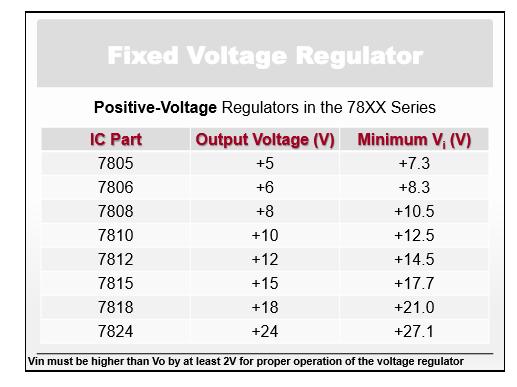 Fixed Voltage Regulator
Positive-Voltage Regulators in the 78XX Series
IC Part Output Voltage (V) Minimum Vi (V)
7805 +5 +7.3
7806 +6 +8.3
7808 +8 +10.5
7810 +10 +12.5
7812 +12 +14.5
7815 +15 +17.7
7818 +18 +21.0
7824 +24 +27.1
Vin must be higher than Vo by at least 2V for proper operation of the voltage regulator